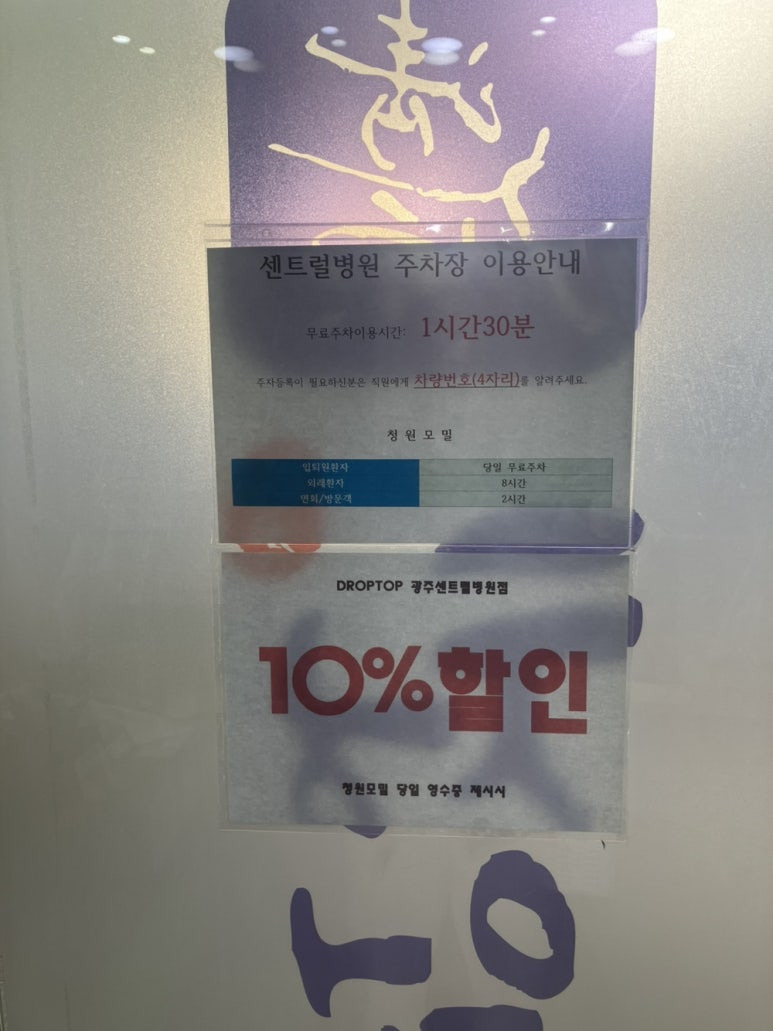 센트럴병원 주차장 이용안내
무료주차이용시간: 1시간30분
주차등록이 필요하신분은 직원에게 차량번호(4자리)를 알려주세요.
청원모밀
입퇴원환자 당일 무료주차
외래환자 8시간
면회/방문객 2시간
DROPTOP 광주센트럴병원점
10%할인
청원모밀 당일 영수증 제시시